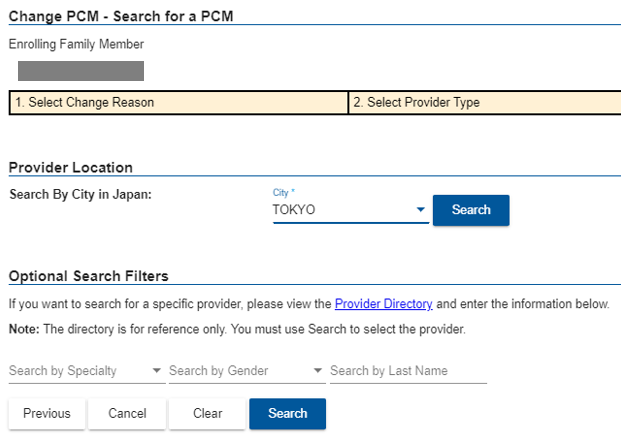 Change PCM - Search for a PCM
Enrolling Family Member
1. Select Change Reason 2. Select Provider Type
Provider Location
Search By City in Japan:
City *
TOKYO
Search
Optional Search Filters
If you want to search for a specific provider, please view the Provider Directory and enter the information below.
Note: The directory is for reference only. You must use Search to select the provider.
Search by Specialty Search by Gender Search by Last Name
Previous Cancel Clear Search